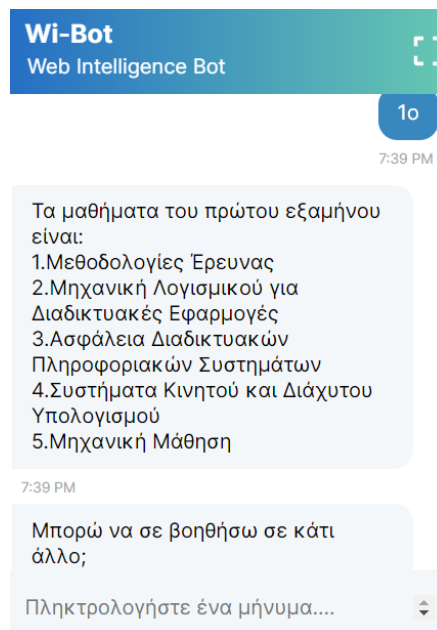 Wi-Bot
Web Intelligence Bot
1ο
7:39 PM
Τα μαθήματα του πρώτου εξαμήνου
είναι:
1.Μεθοδολογίες Έρευνας
2.Μηχανική Λογισμικού για
Διαδικτυακές Εφαρμογές
3.Ασφάλεια Διαδικτυακών
Πληροφοριακών Συστημάτων
4.Συστήματα Κινητού και Διάχυτου
Υπολογισμού
5.Μηχανική Μάθηση
7:39 PM
Μπορώ να σε βοηθήσω σε κάτι
άλλο;
Πληκτρολογήστε ένα μήνυμα....